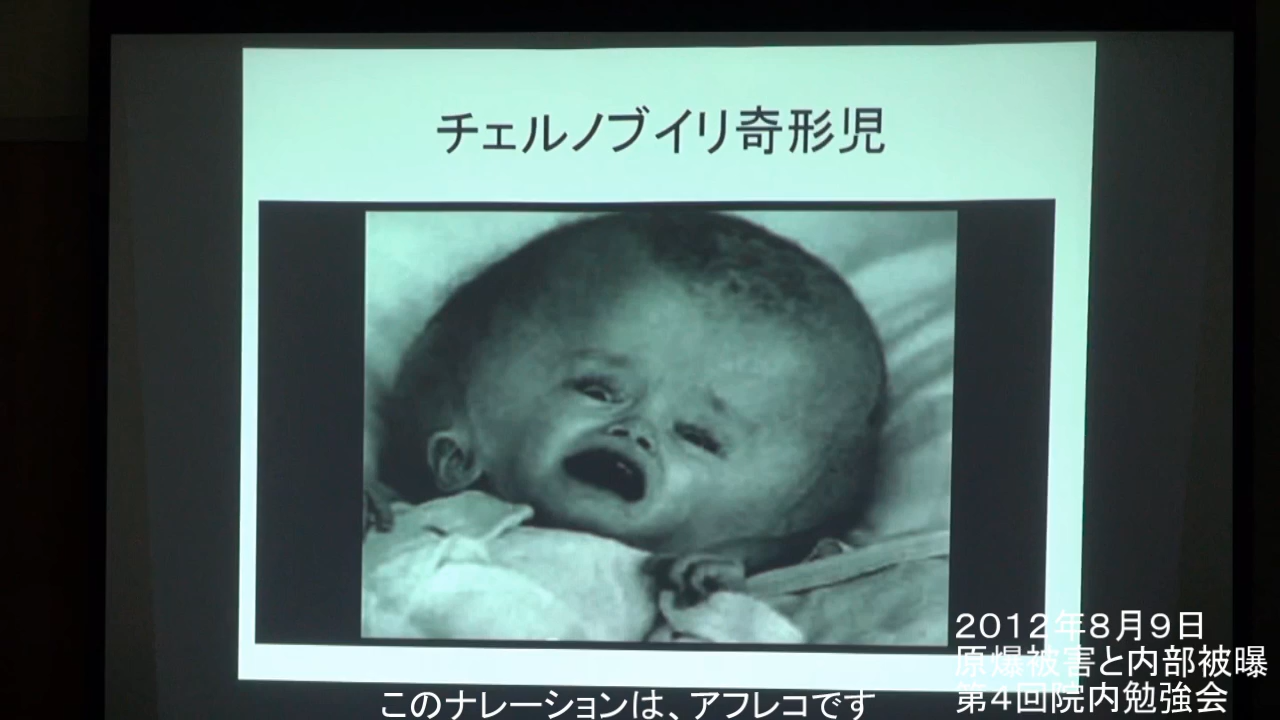 チェルノブイリ奇形児
２０１２年８月９日
原爆被害と内部被曝
第４回院内勉強会
このナレーションは、アフレコです